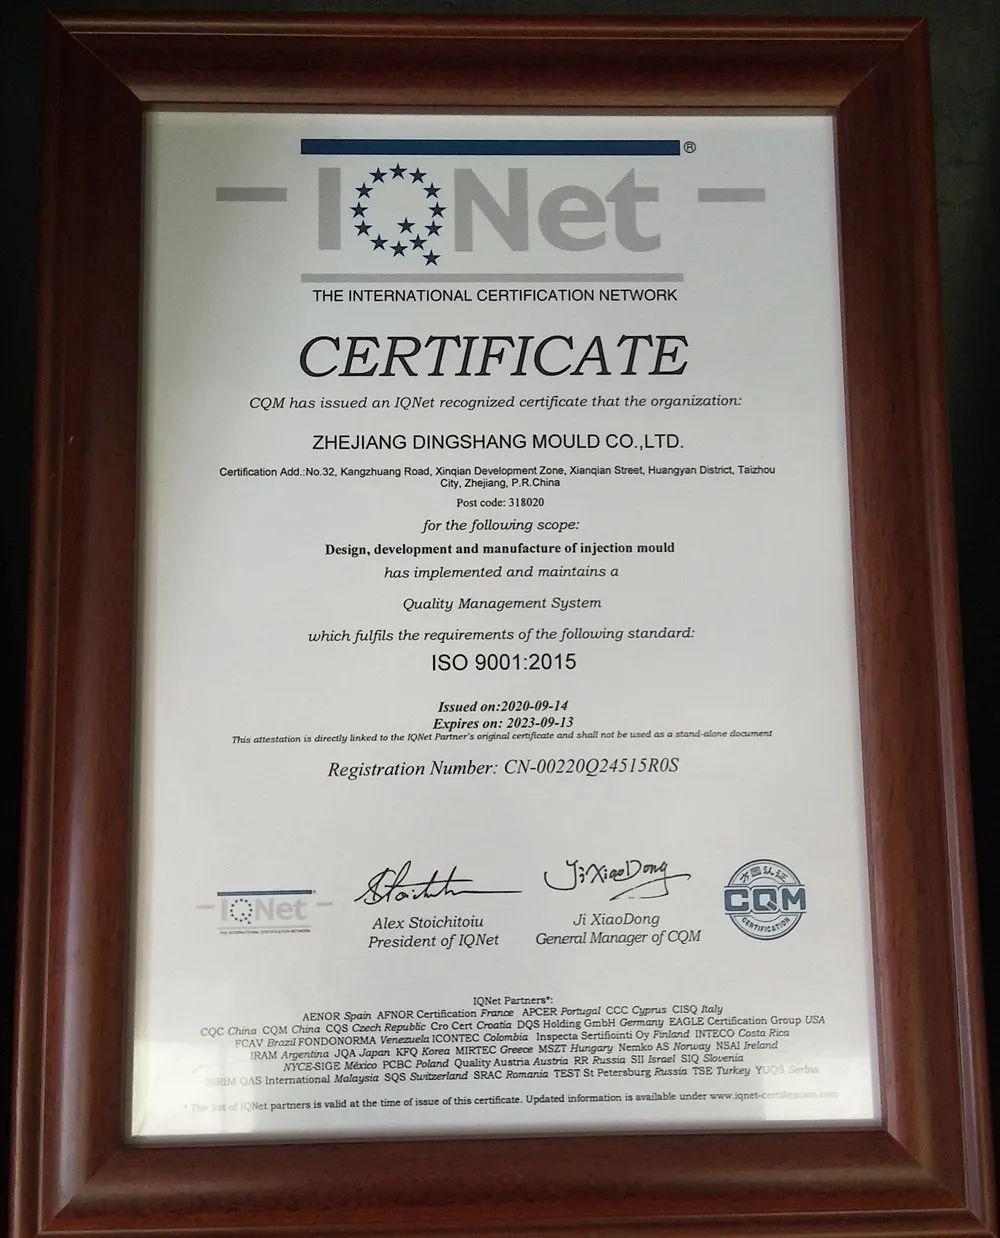 IQNet®
THE INTERNATIONAL CERTIFICATION NETWORK
CERTIFICATE
CQM has issued an IQNet recognized certificate that the organization:
ZHEJIANG DINGSHANG MOULD CO.,LTD.
Certification Add.:No.32, Kangzhuang Road, Xinqian Development Zone, Xianqian Street, Huangyan District, Taizhou
City, Zhejiang, P.R.China
Post code: 318020
for the following scope:
Design, development and manufacture of injection mould
has implemented and maintains a
Quality Management System
which fulfils the requirements of the following standard:
ISO 9001:2015
Issued on:2020-09-14
Expires on: 2023-09-13
This attestation is directly linked to the IQNet Partner's original certificate and shall not be used as a stand-alone document
Registration Number: CN-00220Q24515R0S
IQNet
THE INTERNATIONAL CERTIFICATION NETWORK
Ji XiaoDong
Alex Stoichitoiu
President of IQNet
Ji XiaoDong
General Manager of CQM
方圆认证
CQM
CERTIFICATION
IQNet Partners*:
AENOR Spain AFNOR Certification France APCER Portugal CCC Cyprus CISQ Italy
CQC China CQM China CQS Czech Republic Cro Cert Croatia DQS Holding GmbH Germany EAGLE Certification Group USA
FCAV Brazil FONDONORMA Venezuela ICONTEC Colombia Inspecta Sertifiointi Oy Finland INTECO Costa Rica
IRAM Argentina JQA Japan KFQ Korea MIRTEC Greece MSZT Hungary Nemko AS Norway NSAI Ireland
NYCE-SIGE México PCBC Poland Quality Austria Austria RR Russia SII Israel SIQ Slovenia
SIRIM QAS International Malaysia SQS Switzerland SRAC Romania TEST St Petersburg Russia TSE Turkey YUQS Serbia
* The list of IQNet partners is valid at the time of issue of this certificate. Updated information is available under www.iqnet-certification.com